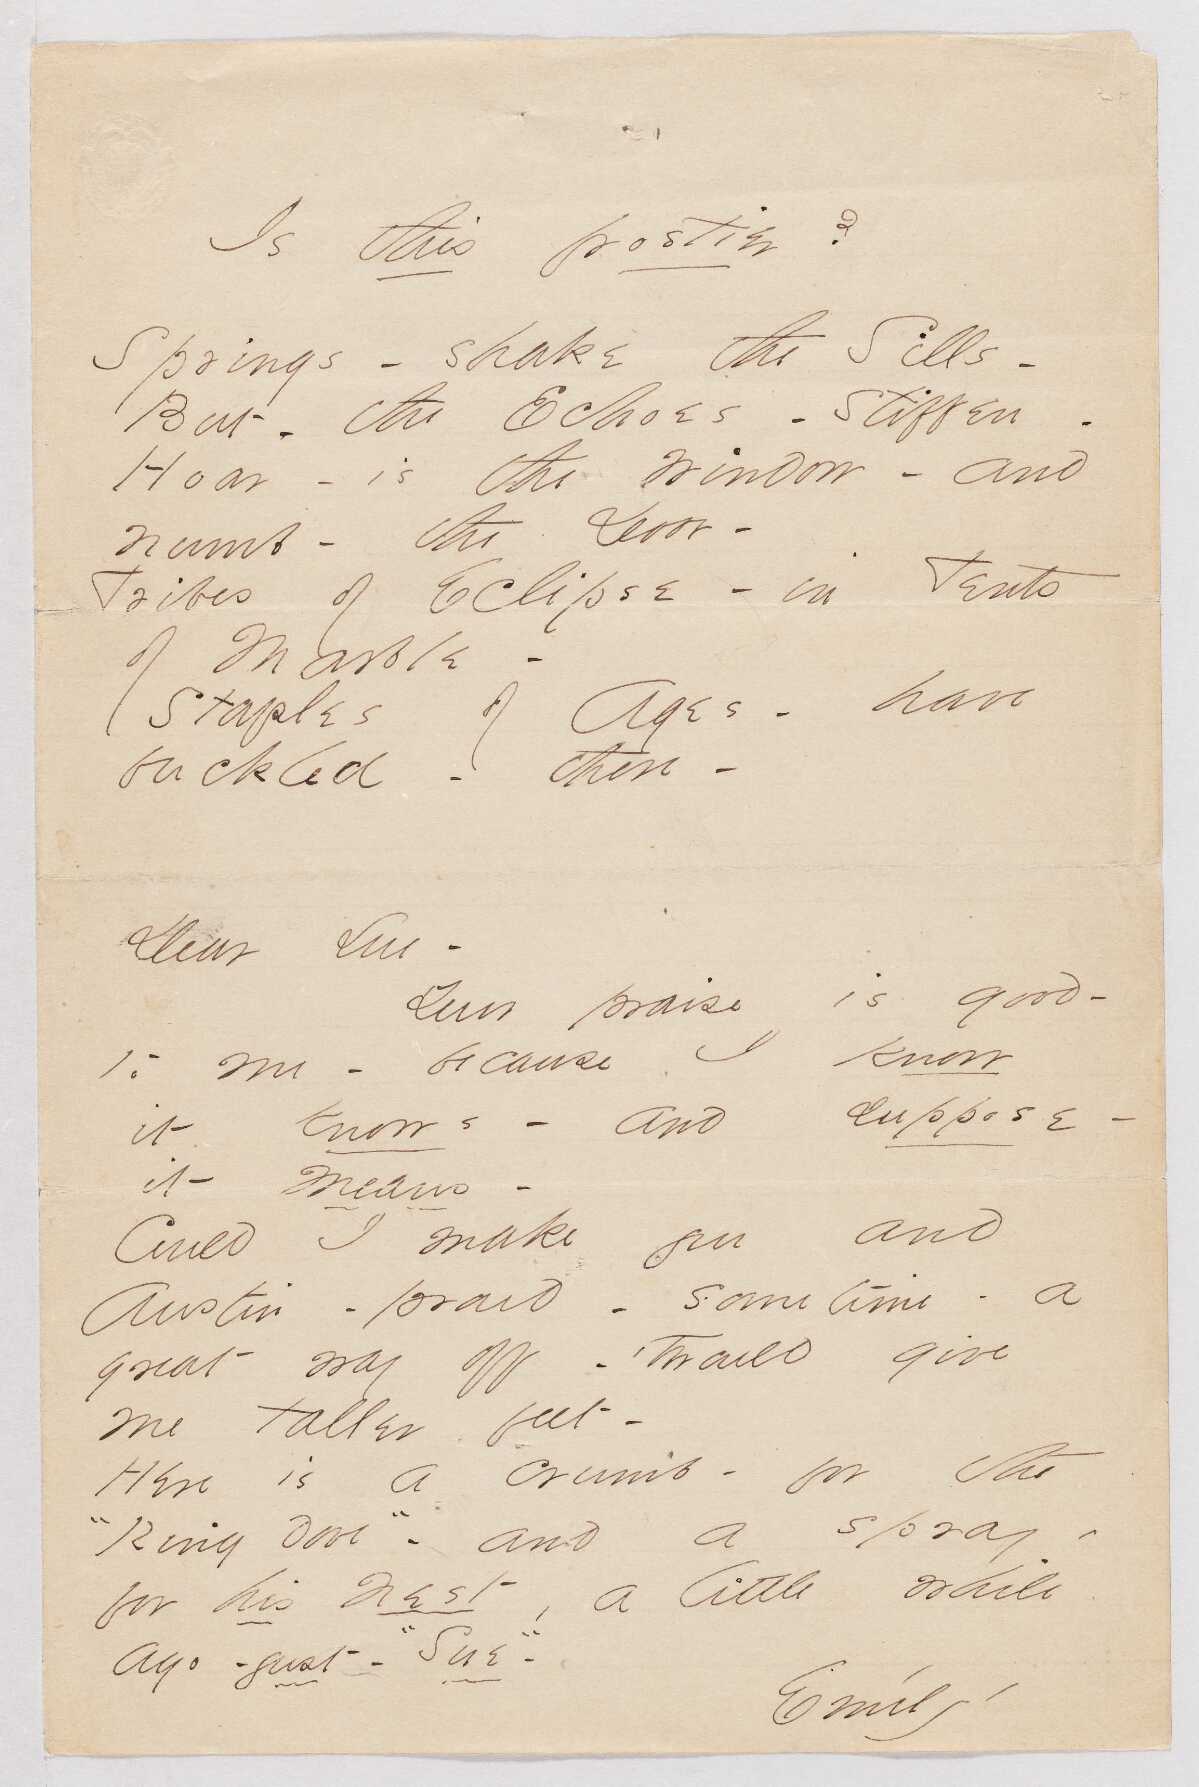 Is this frostier?
Springs - shake the Sills -
But - the Echoes - stiffen -
Hoar - is the Window - and
numb - the Door -
Tribes of Eclipse - in Tents
of Marble -
Staples of Ages - have
buckled - there -
Dear Sue -
Your praise is good -
to me - because I know
it knows - and suppose -
it means -
Could I make you and
Austin - proud - sometime - a
great way off - 'twould give
me taller feet -
Here is a crumb - for the
"Ring dove" - and a spray
for his Nest, a little while
ago - just - "Sue" -
Emily